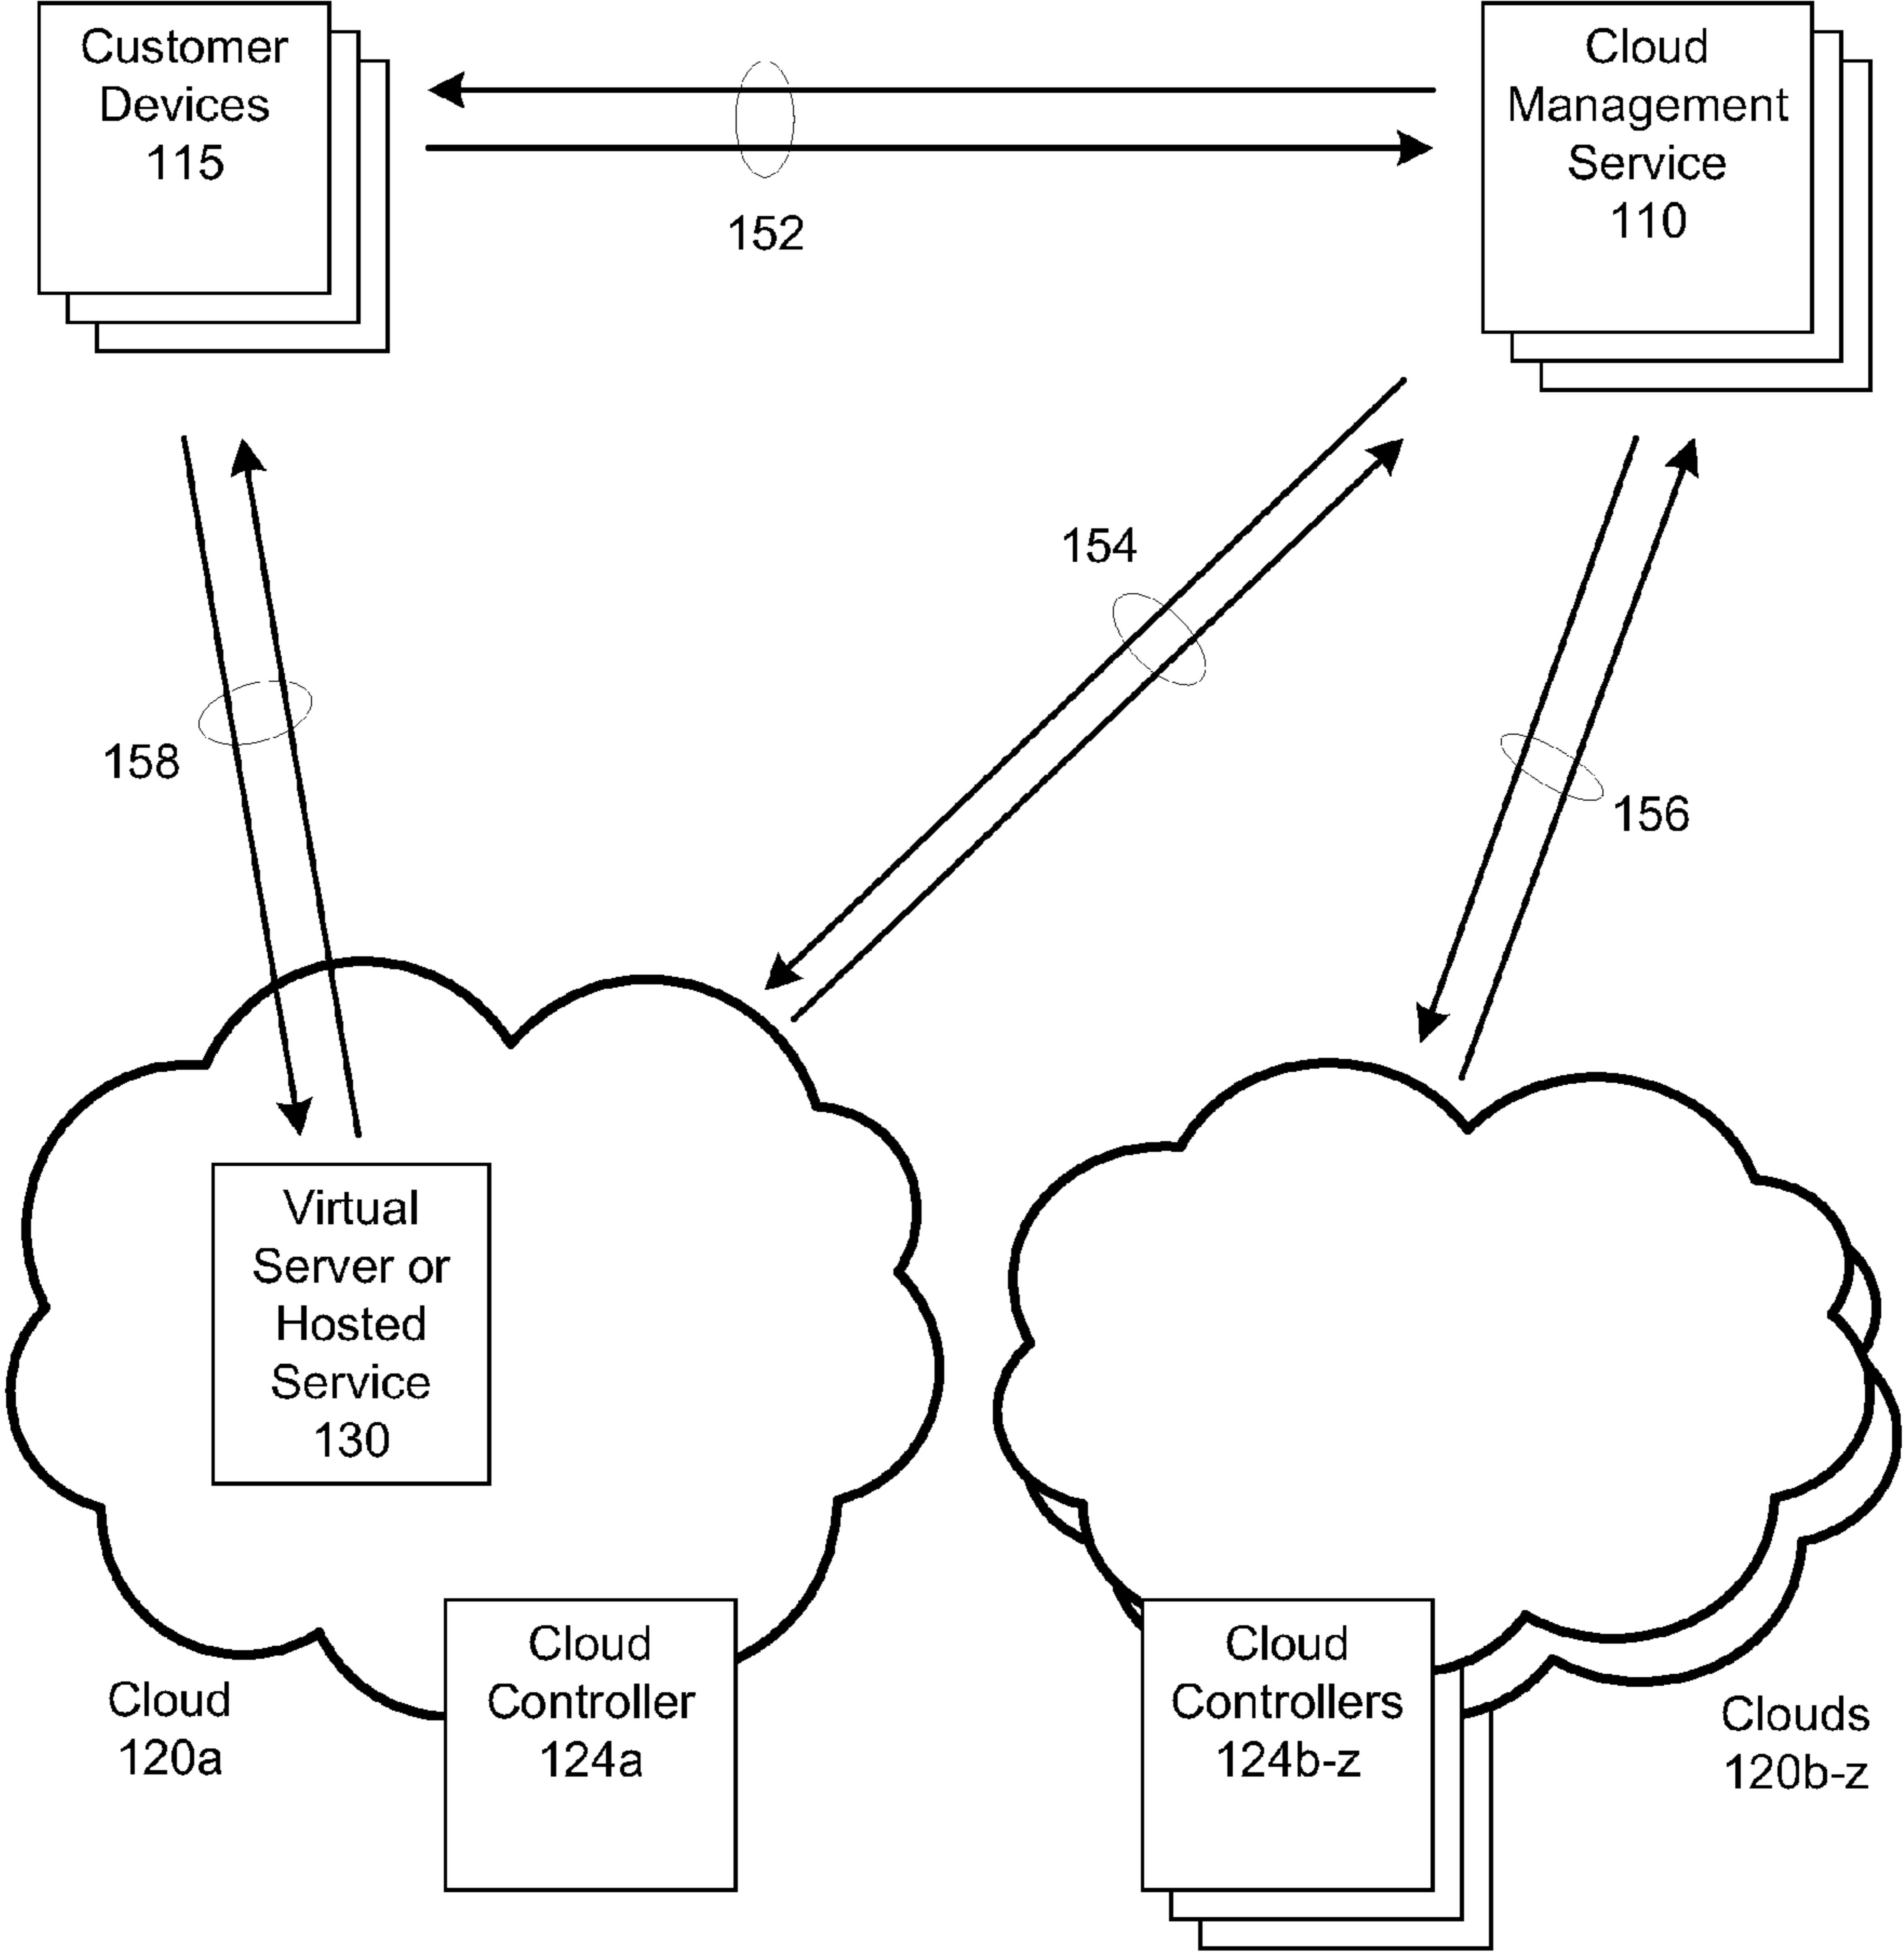 Customer
Devices
115
Cloud
Management
Service
110
152
154
158
156
Virtual
Server or
Hosted
Service
130
Cloud
120a
Cloud
Controller
124a
Cloud
Controllers
124b-z
Clouds
120b-z